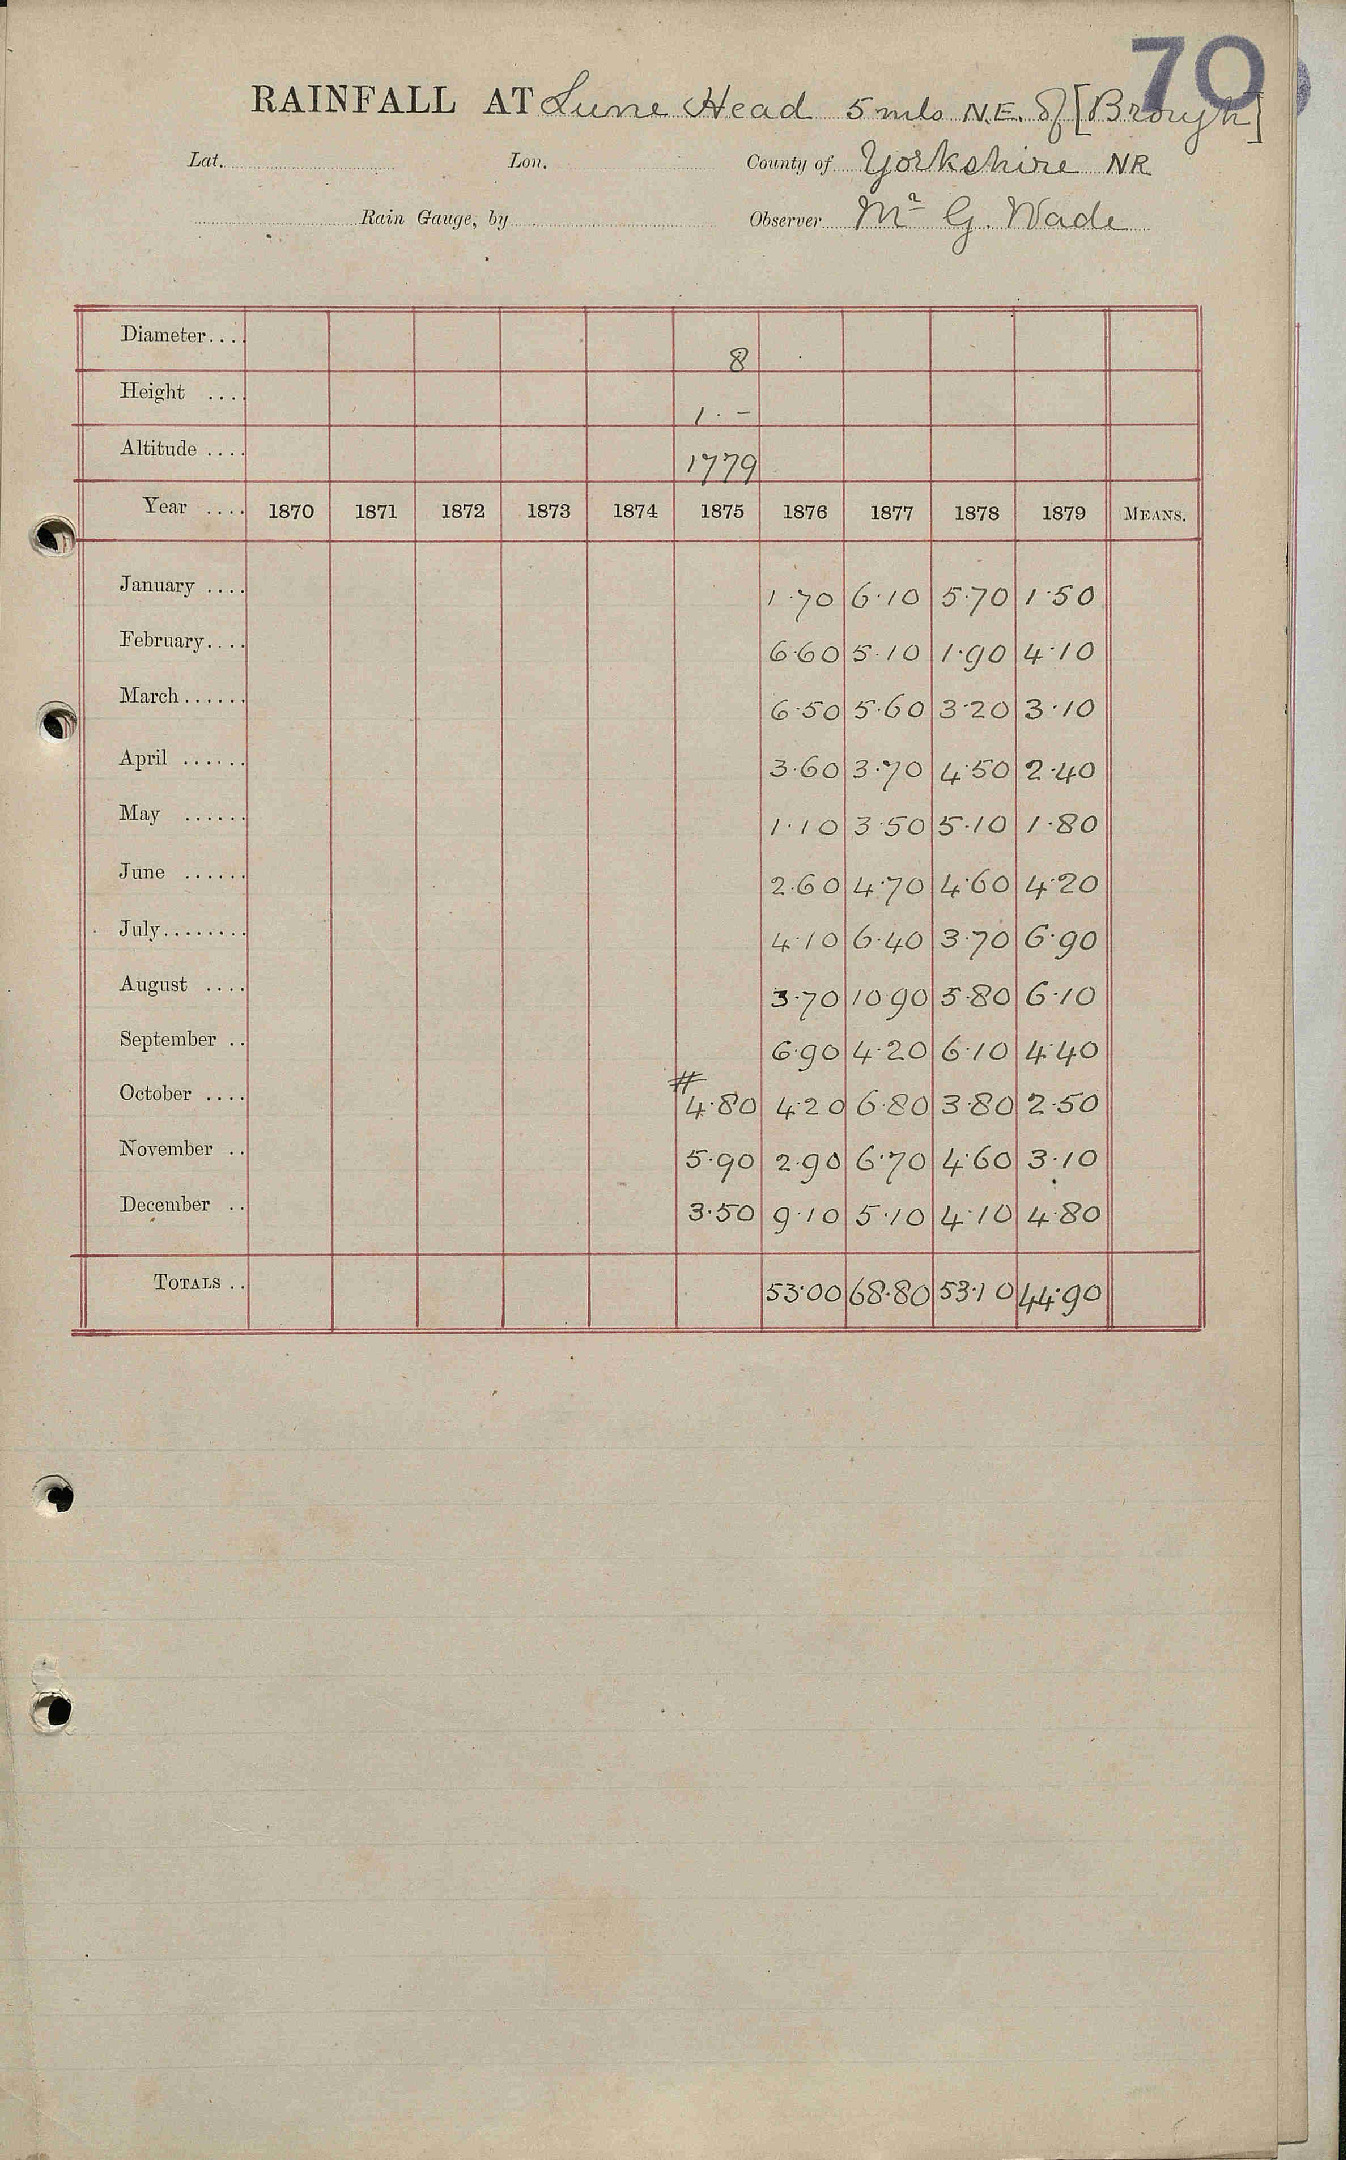 70
RAINFALL AT Lune Head 5 mls N.E. of [Brough]
Lat. Lon. County of Yorkshire NR
Rain Gauge, by Observer Mr G. Wade
Diameter.... 8
Height .... 1 · -
Altitude .... 1779
Year .... 1870 1871 1872 1873 1874 1875 1876 1877 1878 1879 MEANS.
January .... 1·70 6·10 5·70 1·50
February.... 6·60 5·10 1·90 4·10
March...... 6·50 5·60 3·20 3·10
April ...... 3·60 3·70 4·50 2·40
May ...... 1·10 3·50 5·10 1·80
June ...... 2·60 4·70 4·60 4·20
July........ 4·10 6·40 3·70 6·90
August .... 3·70 10·90 5·80 6·10
September .. 6·90 4·20 6·10 4·40
#
October .... 4·80 4·20 6·80 3·80 2·50
November .. 5·90 2·90 6·70 4·60 3·10
December .. 3·50 9·10 5·10 4·10 4·80
TOTALS .. 53·00 68·80 53·10 44·90